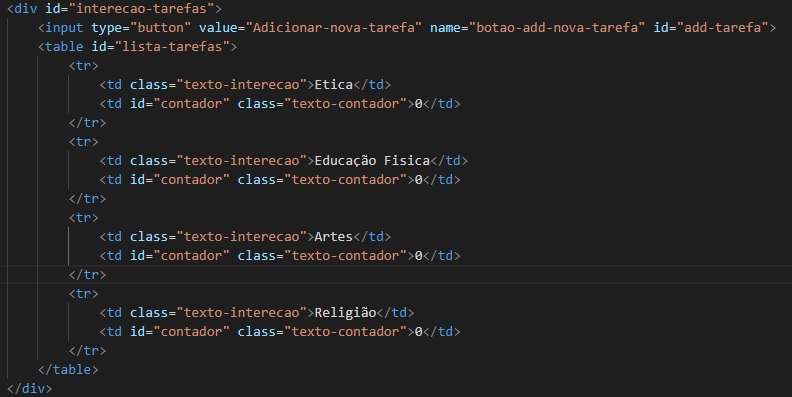 <div id="interecao-tarefas">
    <input type="button" value="Adicionar-nova-tarefa" name="botao-add-nova-tarefa" id="add-tarefa">
    <table id="lista-tarefas">
        <tr>
            <td class="texto-interecao">Etica</td>
            <td id="contador" class="texto-contador">0</td>
        </tr>
        <tr>
            <td class="texto-interecao">Educação Fisica</td>
            <td id="contador" class="texto-contador">0</td>
        </tr>
        <tr>
            <td class="texto-interecao">Artes</td>
            <td id="contador" class="texto-contador">0</td>
        </tr>
        <tr>
            <td class="texto-interecao">Religião</td>
            <td id="contador" class="texto-contador">0</td>
        </tr>
    </table>
</div>